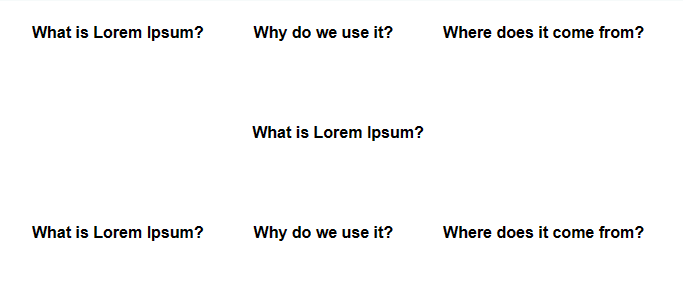 What is Lorem Ipsum? Why do we use it? Where does it come from?
What is Lorem Ipsum?
What is Lorem Ipsum? Why do we use it? Where does it come from?